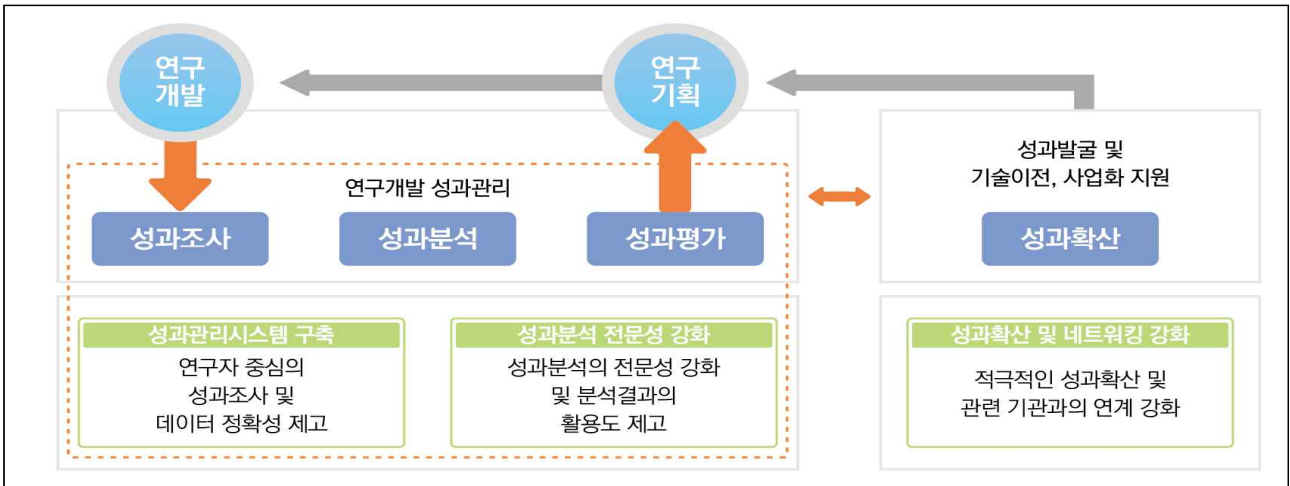 연구
개발
연구
기획
연구개발 성과관리
성과조사
성과분석
성과평가
성과발굴 및
기술이전, 사업화 지원
성과확산
성과관리시스템 구축
연구자 중심의
성과조사 및
데이터 정확성 제고
성과분석 전문성 강화
성과분석의 전문성 강화
및 분석결과의
활용도 제고
성과확산 및 네트워킹 강화
적극적인 성과확산 및
관련 기관과의 연계 강화